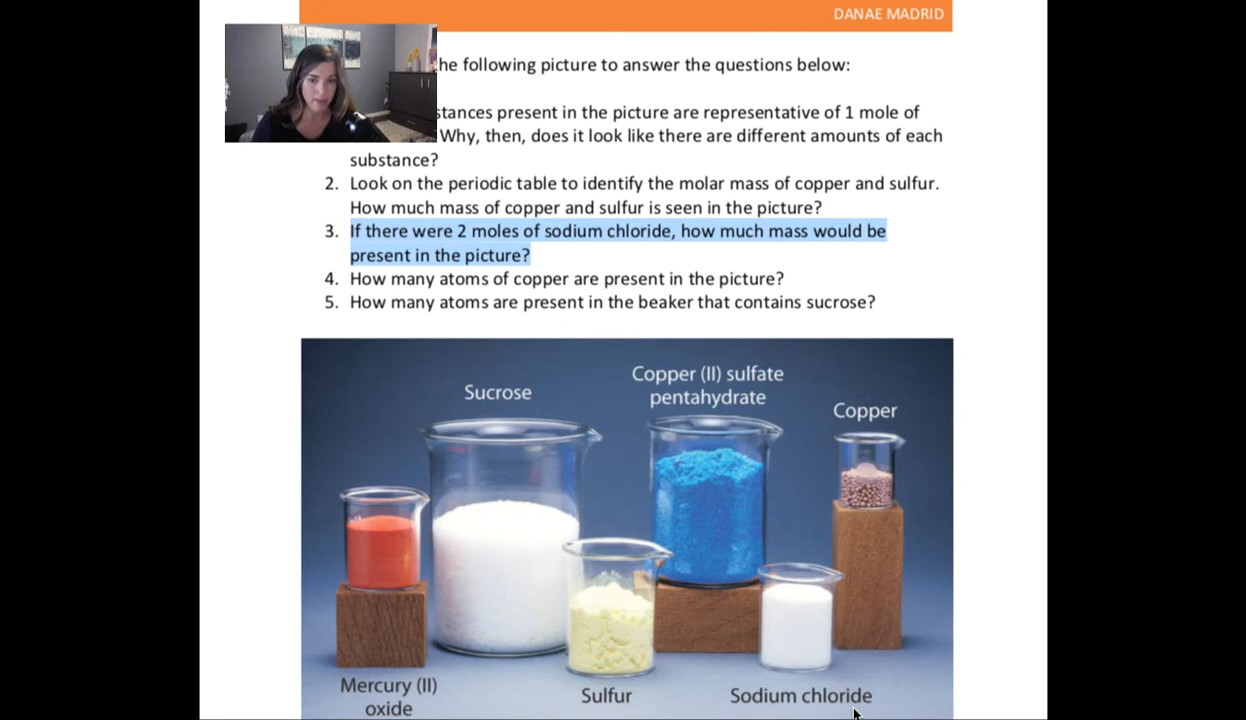 DANAE MADRID
he following picture to answer the questions below:
stances present in the picture are representative of 1 mole of
Why, then, does it look like there are different amounts of each
substance?
2. Look on the periodic table to identify the molar mass of copper and sulfur.
How much mass of copper and sulfur is seen in the picture?
3. If there were 2 moles of sodium chloride, how much mass would be
present in the picture?
4. How many atoms of copper are present in the picture?
5. How many atoms are present in the beaker that contains sucrose?
Copper (II) sulfate
pentahydrate
Sucrose
Copper
Mercury (II)
oxide
Sulfur
Sodium chloride